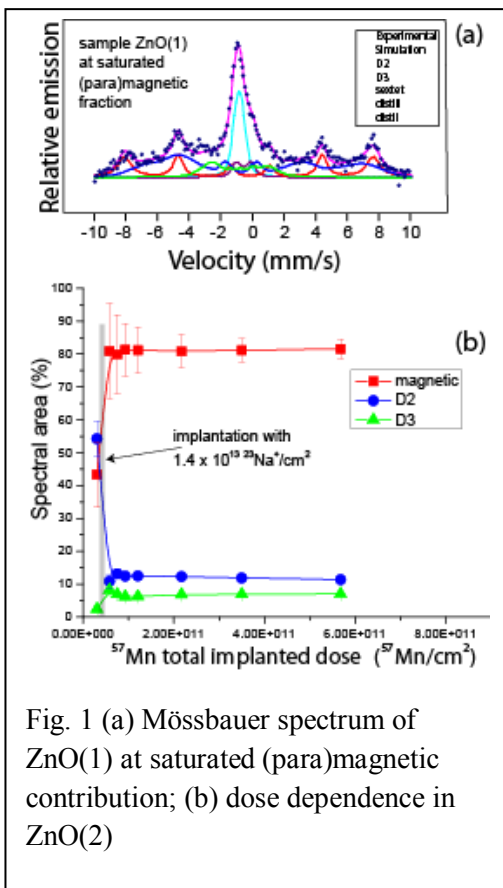 sample ZnO(1)
at saturated
(para)magnetic
fraction
(a)
Experimental
Simulation
D2
D3
sextet
distill
distil
Relative emission
-10 -8 -6 -4 -2 0 2 4 6 8 10
Velocity (mm/s)
(b)
Spectral area (%)
100
90
80
70
60
50
40
30
20
10
0
magnetic
D2
D3
implantation with
1.4 x 10¹³ ²³Na⁺/cm²
0.00E+000 2.00E+011 4.00E+011 6.00E+011 8.00E+011
⁵⁷Mn total implanted dose (⁵⁷Mn/cm²)
Fig. 1 (a) Mössbauer spectrum of
ZnO(1) at saturated (para)magnetic
contribution; (b) dose dependence in
ZnO(2)